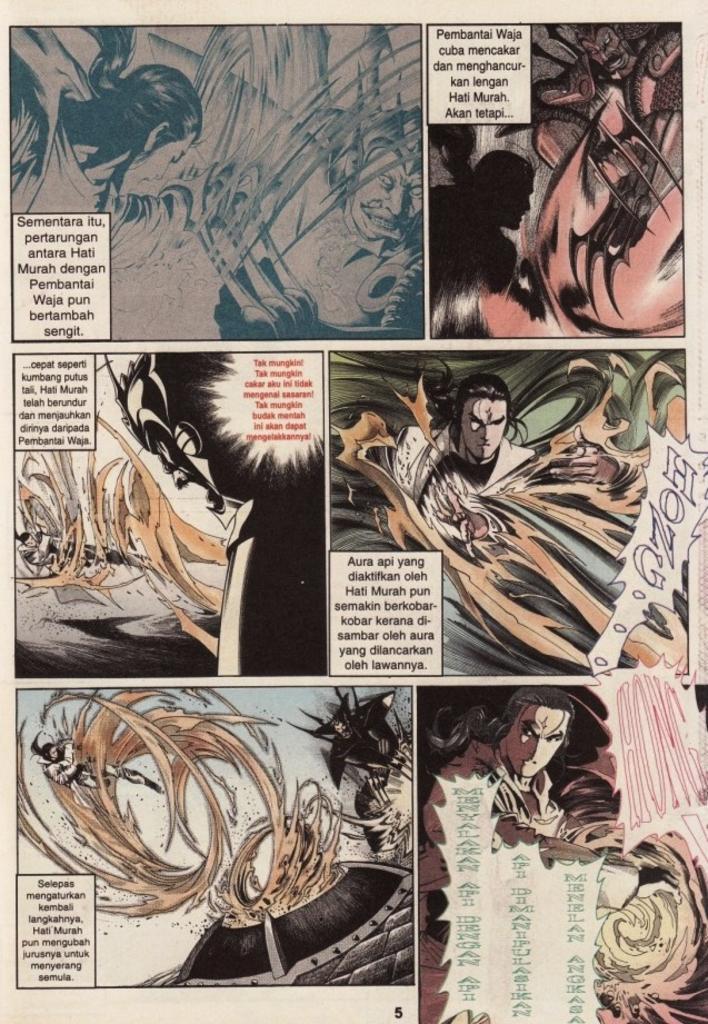 Sementara itu,
pertarungan
antara Hati
Murah dengan
Pembantai
Waja pun
bertambah
sengit.
Pembantai Waja
cuba mencakar
dan menghancur-
kan lengan
Hati Murah.
Akan tetapi...
...cepat seperti
kumbang putus
tali, Hati Murah
telah berundur
dan menjauhkan
dirinya daripada
Pembantai Waja.
Tak mungkin!
Tak mungkin
cakar aku ini tidak
mengenai sasaran!
Tak mungkin
budak mentah
ini akan dapat
mengelakkannya!
Aura api yang
diaktifkan oleh
Hati Murah pun
semakin berkobar-
kobar kerana di-
sambar oleh aura
yang dilancarkan
oleh lawannya.
Selepas
mengaturkan
kembali
langkahnya,
Hati Murah
pun mengubah
jurusnya untuk
menyerang
semula.
HONG
MENYALAKAN API DENGAN API
API DIMANIPULASIKAN
MENELAN ANGKASA
5